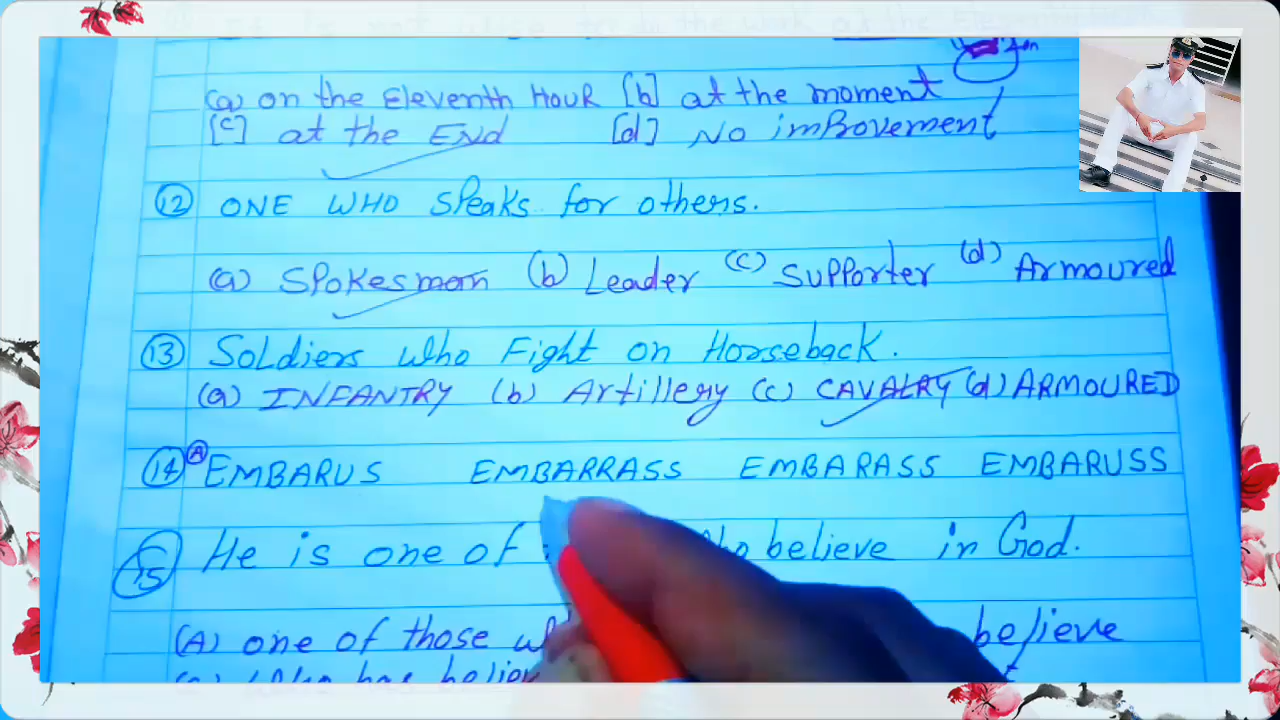 (a) on the Eleventh HOUR [b] at the moment
[c] at the END [d] No imProvement
12 ONE WHO SPeaks for others.
(a) SPoKesman (b) Leader (c) SUPPorter (d) Armoured
13 SoLdiers who Fight on Horseback.
(a) INFANTRY (b) Artillery (c) CAVALRY (d) ARMOURED
14 A EMBARUS EMBARRASS EMBARASS EMBARUSS
15 He is one of believe in God.
(A) one of those believe
who has